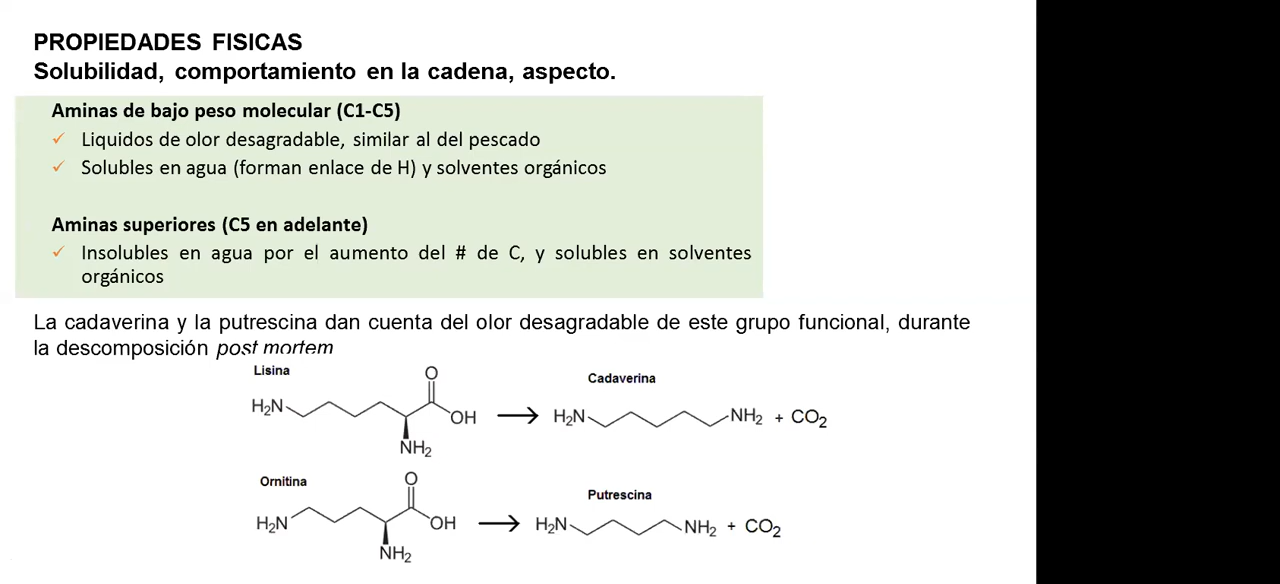 PROPIEDADES FISICAS
Solubilidad, comportamiento en la cadena, aspecto.
Aminas de bajo peso molecular (C1-C5)
✓ Liquidos de olor desagradable, similar al del pescado
✓ Solubles en agua (forman enlace de H) y solventes orgánicos
Aminas superiores (C5 en adelante)
✓ Insolubles en agua por el aumento del # de C, y solubles en solventes
orgánicos
La cadaverina y la putrescina dan cuenta del olor desagradable de este grupo funcional, durante
la descomposición post mortem
Lisina
Cadaverina
O
H₂N OH → H₂N NH₂ + CO₂
NH₂
Ornitina
Putrescina
O
H₂N OH → H₂N NH₂ + CO₂
NH₂